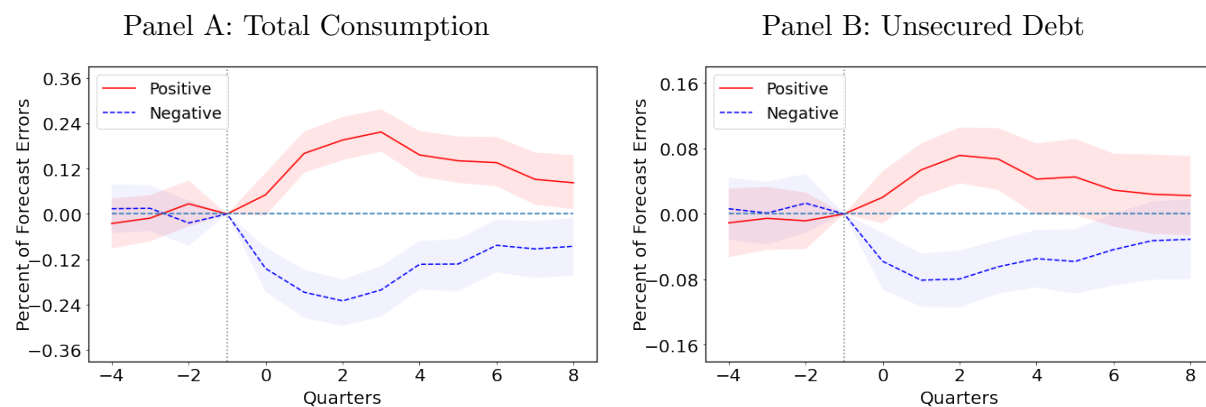 Panel A: Total Consumption
Percent of Forecast Errors
0.36
0.24
0.12
0.00
−0.12
−0.24
−0.36
Positive
Negative
−4 −2 0 2 4 6 8
Quarters
Panel B: Unsecured Debt
Percent of Forecast Errors
0.16
0.08
0.00
−0.08
−0.16
Positive
Negative
−4 −2 0 2 4 6 8
Quarters